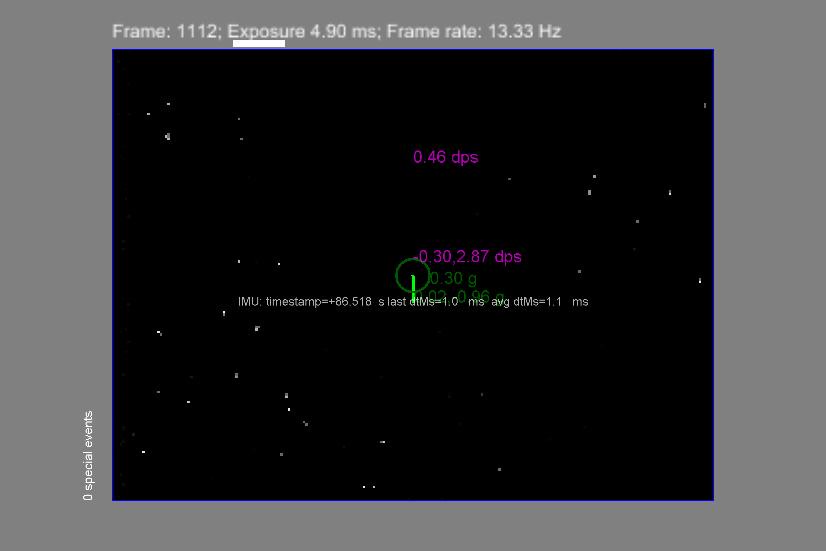 Frame: 1112; Exposure 4.90 ms; Frame rate: 13.33 Hz
0.46 dps
-0.30,2.87 dps
0.30 g
0.96 g
IMU: timestamp=+86.518 s last dtMs=1.0 ms avg dtMs=1.1 ms
0 special events